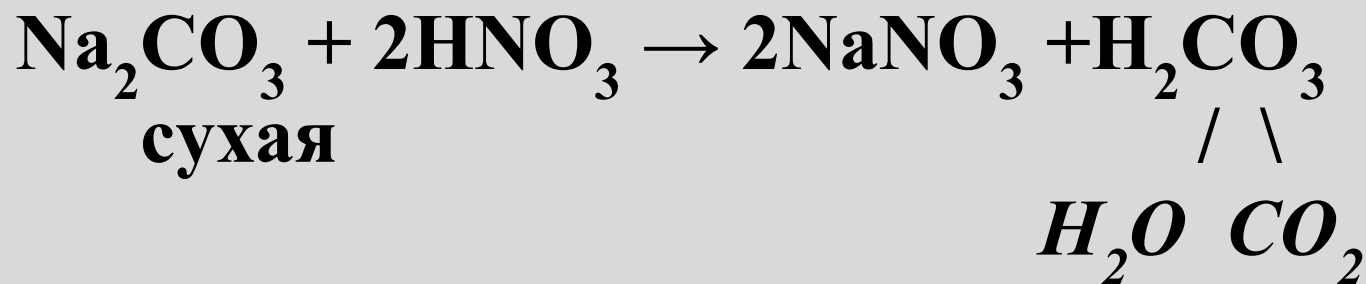 Na₂CO₃ + 2HNO₃ → 2NaNO₃ +H₂CO₃
сухая / \
H₂O CO₂